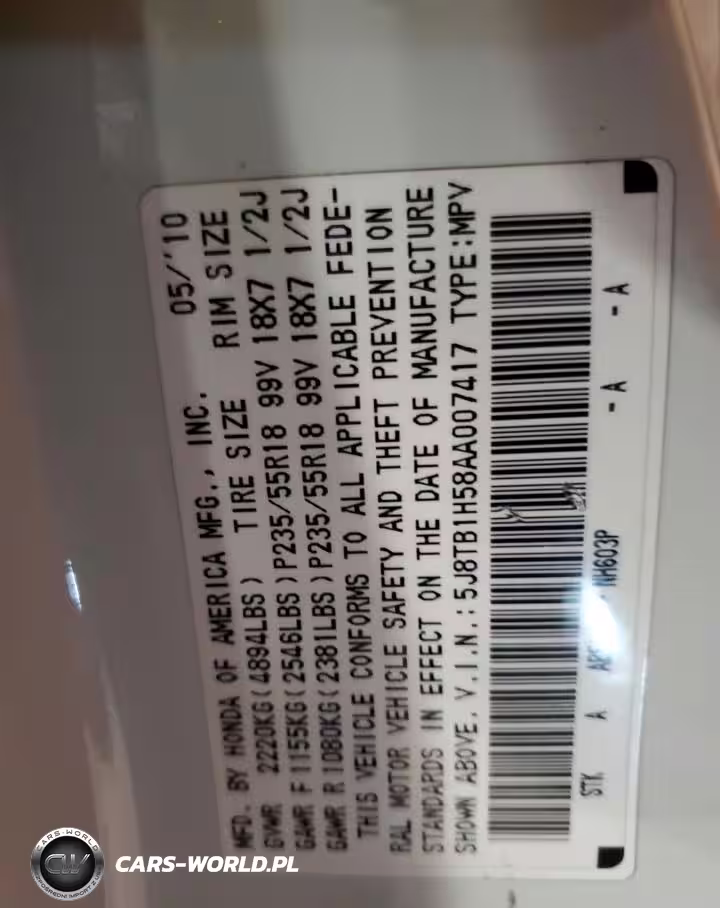 MFD. BY HONDA OF AMERICA MFG., INC. 05/'10
GVWR 2220KG(4894LBS) TIRE SIZE RIM SIZE
GAWR F 1155KG(2546LBS)P235/55R18 99V 18X7 1/2J
GAWR R 1080KG(2381LBS)P235/55R18 99V 18X7 1/2J
THIS VEHICLE CONFORMS TO ALL APPLICABLE FEDE-
RAL MOTOR VEHICLE SAFETY AND THEFT PREVENTION
STANDARDS IN EFFECT ON THE DATE OF MANUFACTURE
SHOWN ABOVE. V.I.N.:5J8TB1H58AA007417 TYPE:MPV
STK A NH603P -A -A
CARS-WORLD
CW
CARS-WORLD.PL